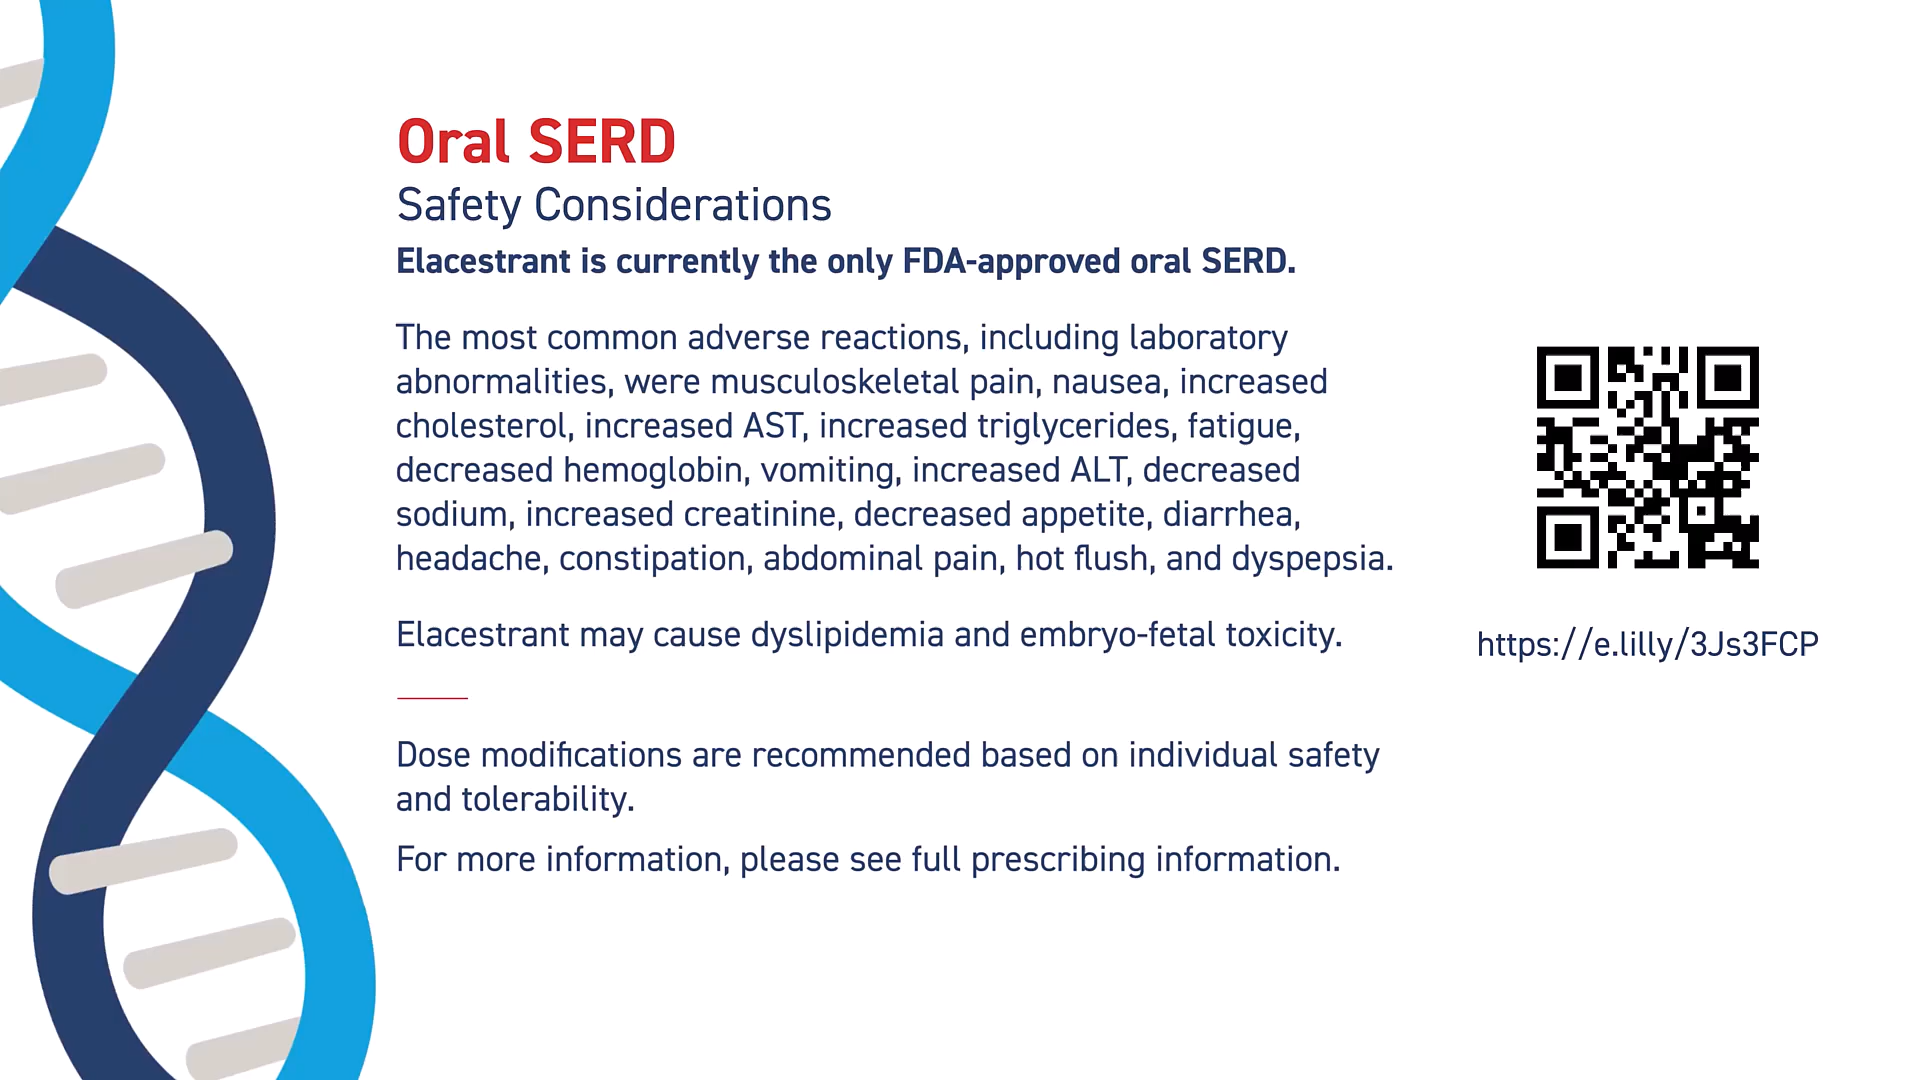 Oral SERD
Safety Considerations
Elacestrant is currently the only FDA-approved oral SERD.
The most common adverse reactions, including laboratory
abnormalities, were musculoskeletal pain, nausea, increased
cholesterol, increased AST, increased triglycerides, fatigue,
decreased hemoglobin, vomiting, increased ALT, decreased
sodium, increased creatinine, decreased appetite, diarrhea,
headache, constipation, abdominal pain, hot flush, and dyspepsia.
Elacestrant may cause dyslipidemia and embryo-fetal toxicity.
Dose modifications are recommended based on individual safety
and tolerability.
For more information, please see full prescribing information.
https://e.lilly/3Js3FCP